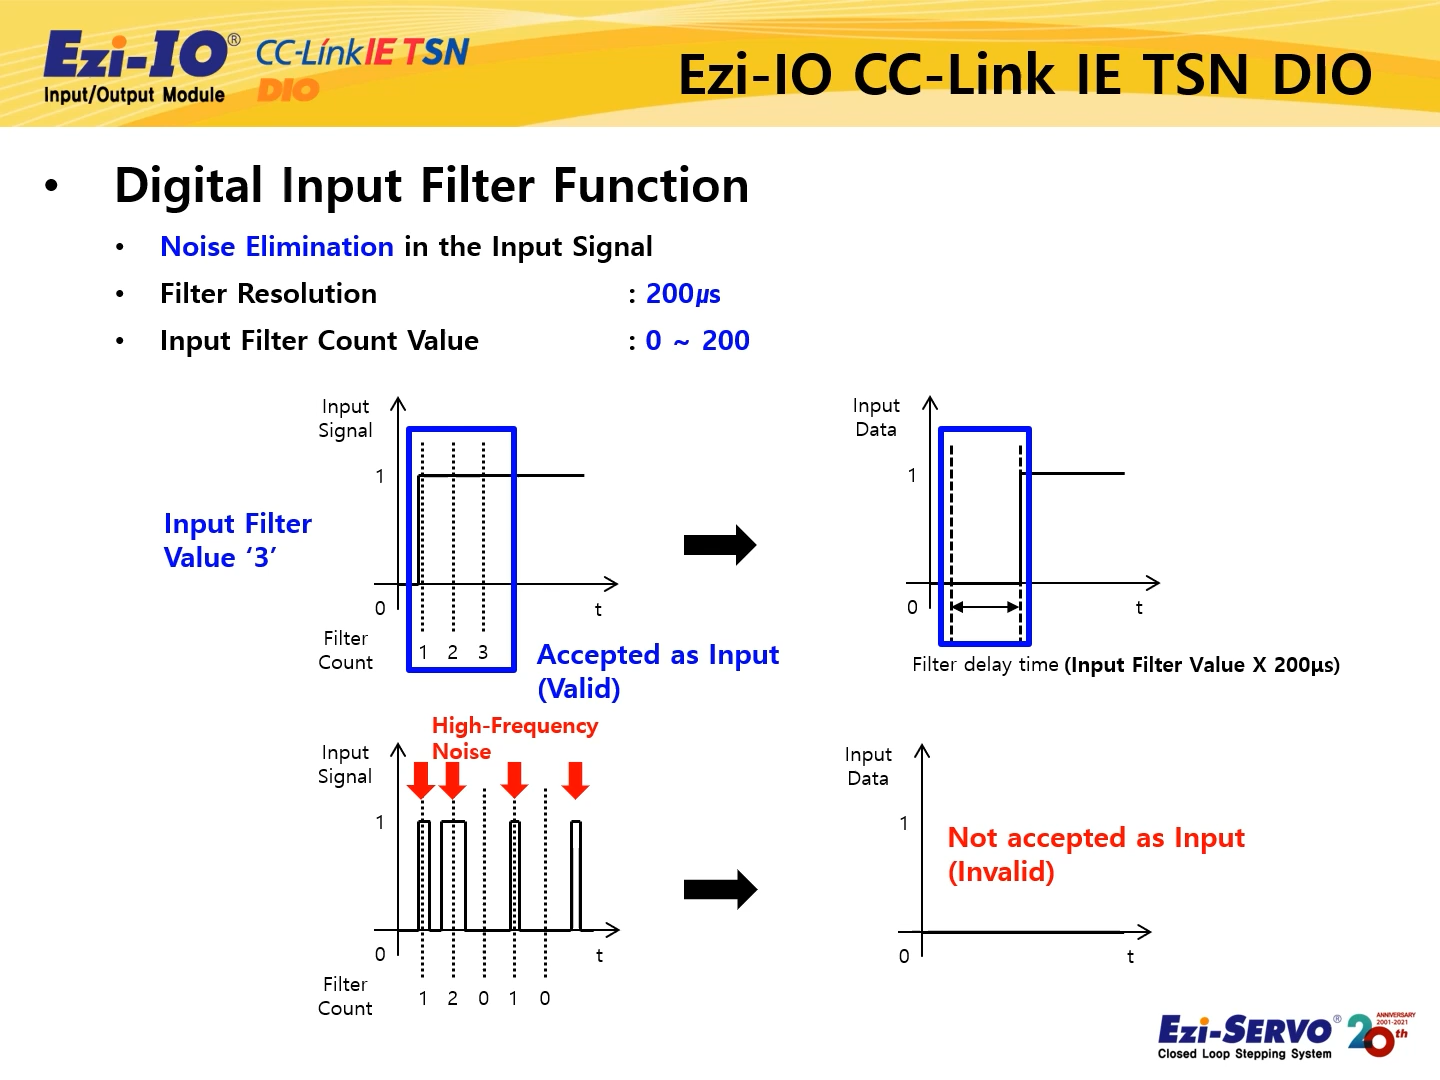 Ezi-IO® CC-Link IE TSN
Input/Output Module DIO
Ezi-IO CC-Link IE TSN DIO
• Digital Input Filter Function
• Noise Elimination in the Input Signal
• Filter Resolution : 200µs
• Input Filter Count Value : 0 ~ 200
Input
Signal
1
0
t
Filter
Count
1 2 3
Input Filter
Value ‘3’
Accepted as Input
(Valid)
Input
Data
1
0
t
Filter delay time (Input Filter Value X 200µs)
High-Frequency
Noise
Input
Signal
1
0
t
Filter
Count
1 2 0 1 0
Input
Data
1
Not accepted as Input
(Invalid)
0
t
Ezi-SERVO®
Closed Loop Stepping System
20th
ANNIVERSARY
2001-2021